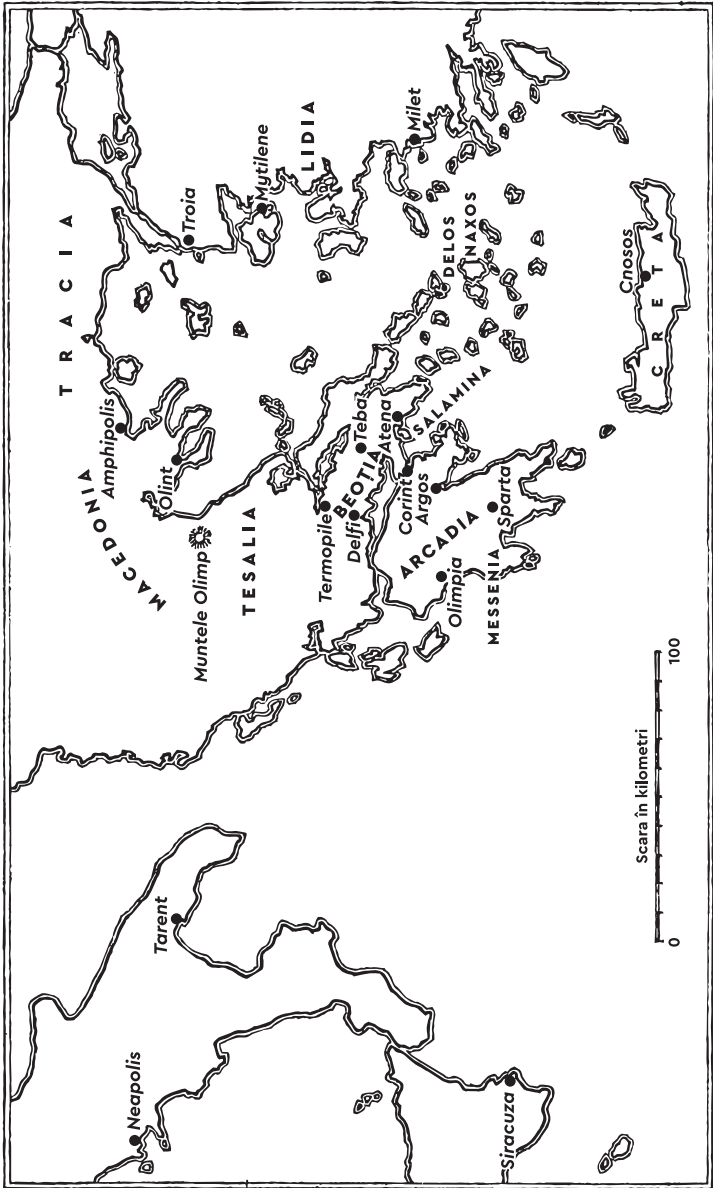 TRACIA
MACEDONIA
Amphipolis
Olint
Muntele Olimp
TESALIA
Troia
Mytilene
LIDIA
Milet
Neapolis
Tarent
Siracuza
Termopile
Delfi
BEOTIA
Teba
Atena
SALAMINA
Corint
Argos
ARCADIA
Olimpia
MESSENIA
Sparta
DELOS
NAXOS
Cnosos
CRETA
Scara în kilometri
0 100